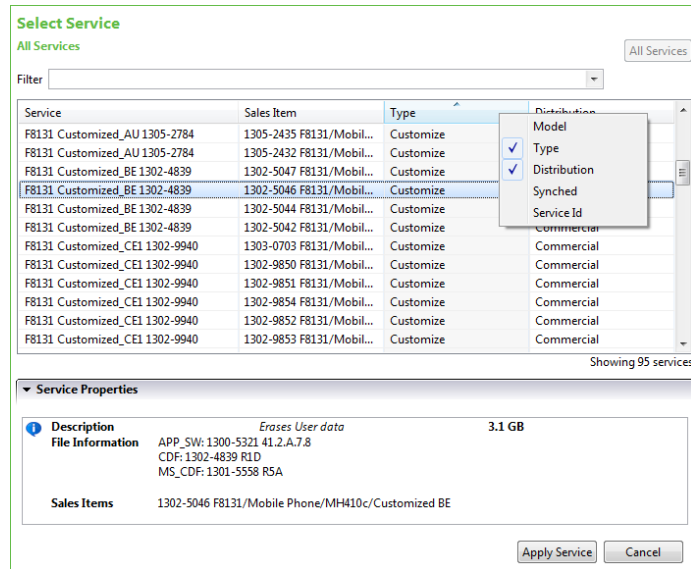 Select Service
All Services
All Services
Filter
Service Sales Item Type Distribution
F8131 Customized_AU 1305-2784 1305-2435 F8131/Mobil... Customize
F8131 Customized_AU 1305-2784 1305-2432 F8131/Mobil... Customize
F8131 Customized_BE 1302-4839 1302-5047 F8131/Mobil... Customize
F8131 Customized_BE 1302-4839 1302-5046 F8131/Mobil... Customize
F8131 Customized_BE 1302-4839 1302-5044 F8131/Mobil... Customize
F8131 Customized_BE 1302-4839 1302-5042 F8131/Mobil... Customize Commercial
Model
Type
Distribution
Synched
Service Id
F8131 Customized_CE1 1302-9940 1303-0703 F8131/Mobil... Customize Commercial
F8131 Customized_CE1 1302-9940 1302-9850 F8131/Mobil... Customize Commercial
F8131 Customized_CE1 1302-9940 1302-9851 F8131/Mobil... Customize Commercial
F8131 Customized_CE1 1302-9940 1302-9854 F8131/Mobil... Customize Commercial
F8131 Customized_CE1 1302-9940 1302-9852 F8131/Mobil... Customize Commercial
F8131 Customized_CE1 1302-9940 1302-9853 F8131/Mobil... Customize Commercial
Showing 95 services
Service Properties
Description Erases User data 3.1 GB
File Information APP_SW: 1300-5321 41.2.A.7.8
CDF: 1302-4839 R1D
MS_CDF: 1301-5558 R5A
Sales Items 1302-5046 F8131/Mobile Phone/MH410c/Customized BE
Apply Service Cancel